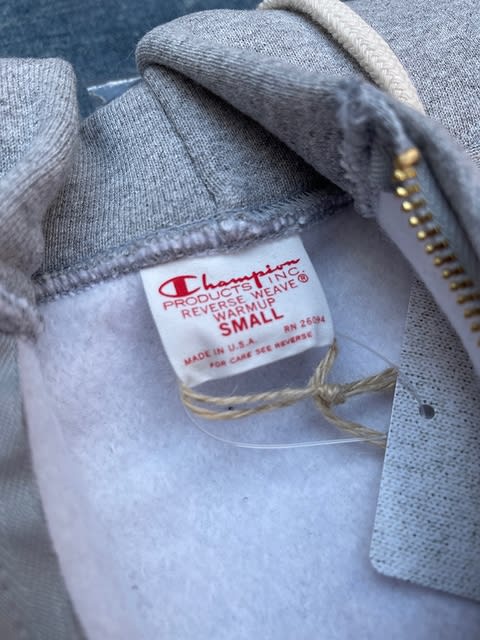 Champion
PRODUCTS INC.
REVERSE WEAVE®
WARMUP
SMALL
MADE IN U.S.A. RN 26094
FOR CARE SEE REVERSE